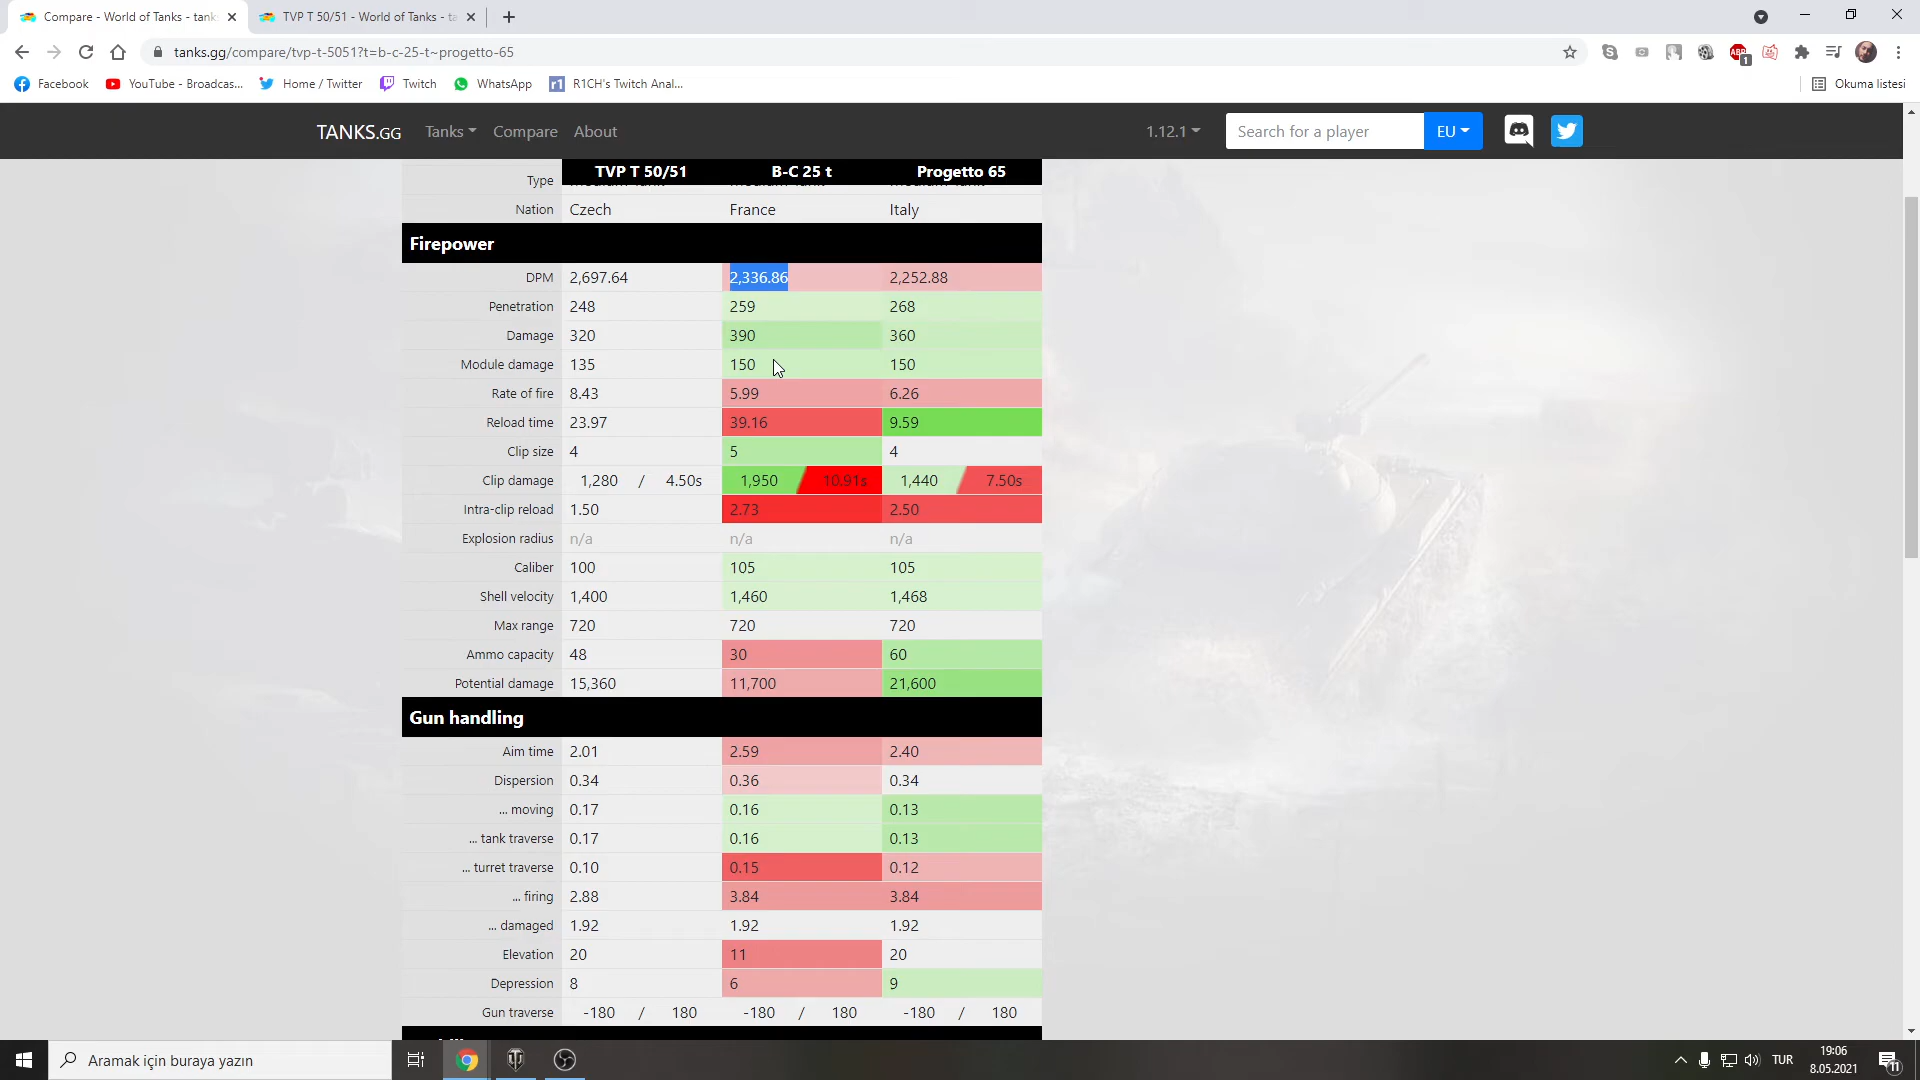 Compare - World of Tanks - tank
TVP T 50/51 - World of Tanks - ta
tanks.gg/compare/tvp-t-5051?t=b-c-25-t~progetto-65
ABP
1
Facebook
YouTube - Broadcas...
Home / Twitter
Twitch
WhatsApp
r1
R1CH's Twitch Anal...
Okuma listesi
TANKS.GG
Tanks
Compare
About
1.12.1
Search for a player
EU
TVP T 50/51 B-C 25 t Progetto 65
Type
Nation Czech France Italy
Firepower
DPM 2,697.64 2,336.86 2,252.88
Penetration 248 259 268
Damage 320 390 360
Module damage 135 150 150
Rate of fire 8.43 5.99 6.26
Reload time 23.97 39.16 9.59
Clip size 4 5 4
Clip damage 1,280 / 4.50s 1,950 10.91s 1,440 7.50s
Intra-clip reload 1.50 2.73 2.50
Explosion radius n/a n/a n/a
Caliber 100 105 105
Shell velocity 1,400 1,460 1,468
Max range 720 720 720
Ammo capacity 48 30 60
Potential damage 15,360 11,700 21,600
Gun handling
Aim time 2.01 2.59 2.40
Dispersion 0.34 0.36 0.34
... moving 0.17 0.16 0.13
... tank traverse 0.17 0.16 0.13
... turret traverse 0.10 0.15 0.12
... firing 2.88 3.84 3.84
... damaged 1.92 1.92 1.92
Elevation 20 11 20
Depression 8 6 9
Gun traverse -180 / 180 -180 / 180 -180 / 180
Aramak için buraya yazın
TUR
19:06
8.05.2021
11